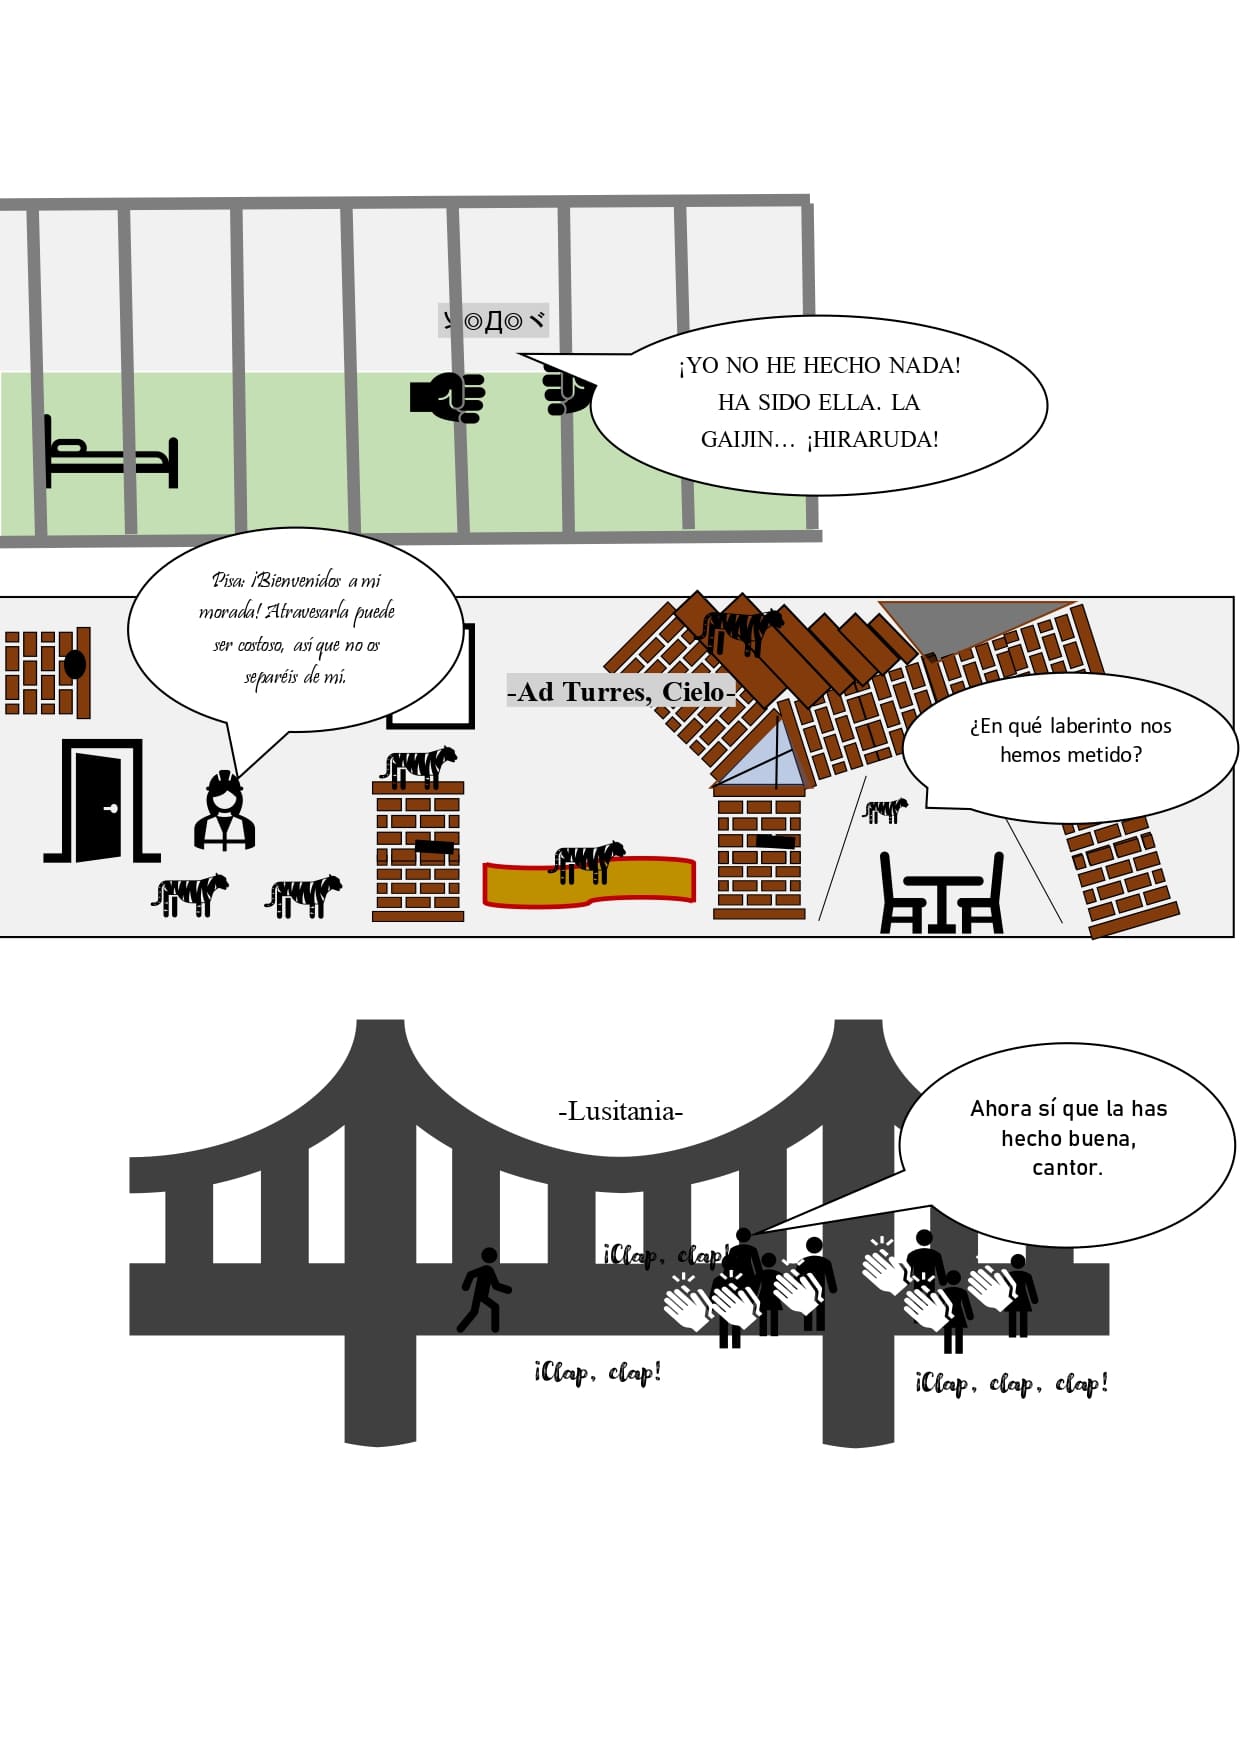 ヅ◎Д◎ヾ
¡YO NO HE HECHO NADA!
HA SIDO ELLA. LA
GAIJIN… ¡HIRARUDA!
Pisa: ¡Bienvenidos a mi
morada! Atravesarla puede
ser costoso, así que no os
separéis de mí.
-Ad Turres, Cielo-
¿En qué laberinto nos
hemos metido?
-Lusitania-
Ahora sí que la has
hecho buena,
cantor.
¡Clap, clap!
¡Clap, clap!
¡Clap, clap, clap!